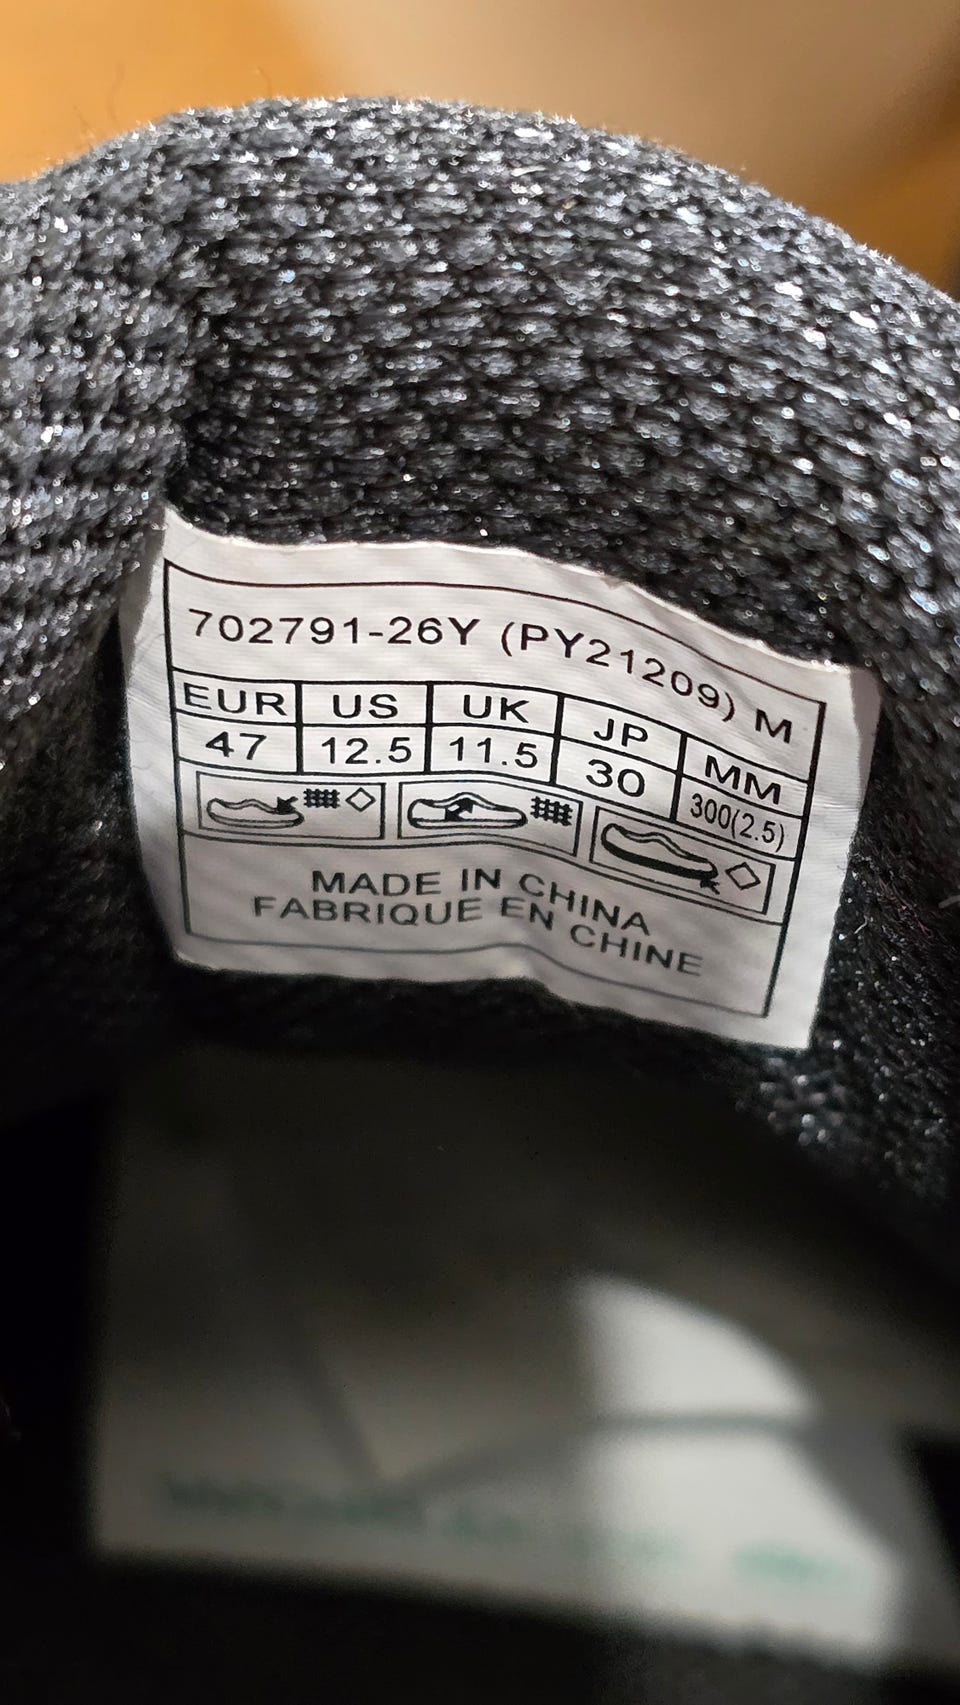 702791-26Y (PY21209) M
EUR US UK JP MM
47 12.5 11.5 30 300(2.5)
MADE IN CHINA
FABRIQUE EN CHINE